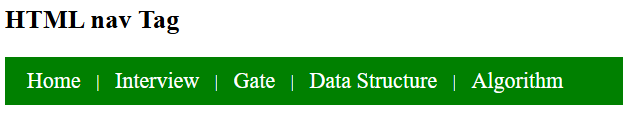 HTML nav Tag
Home | Interview | Gate | Data Structure | Algorithm